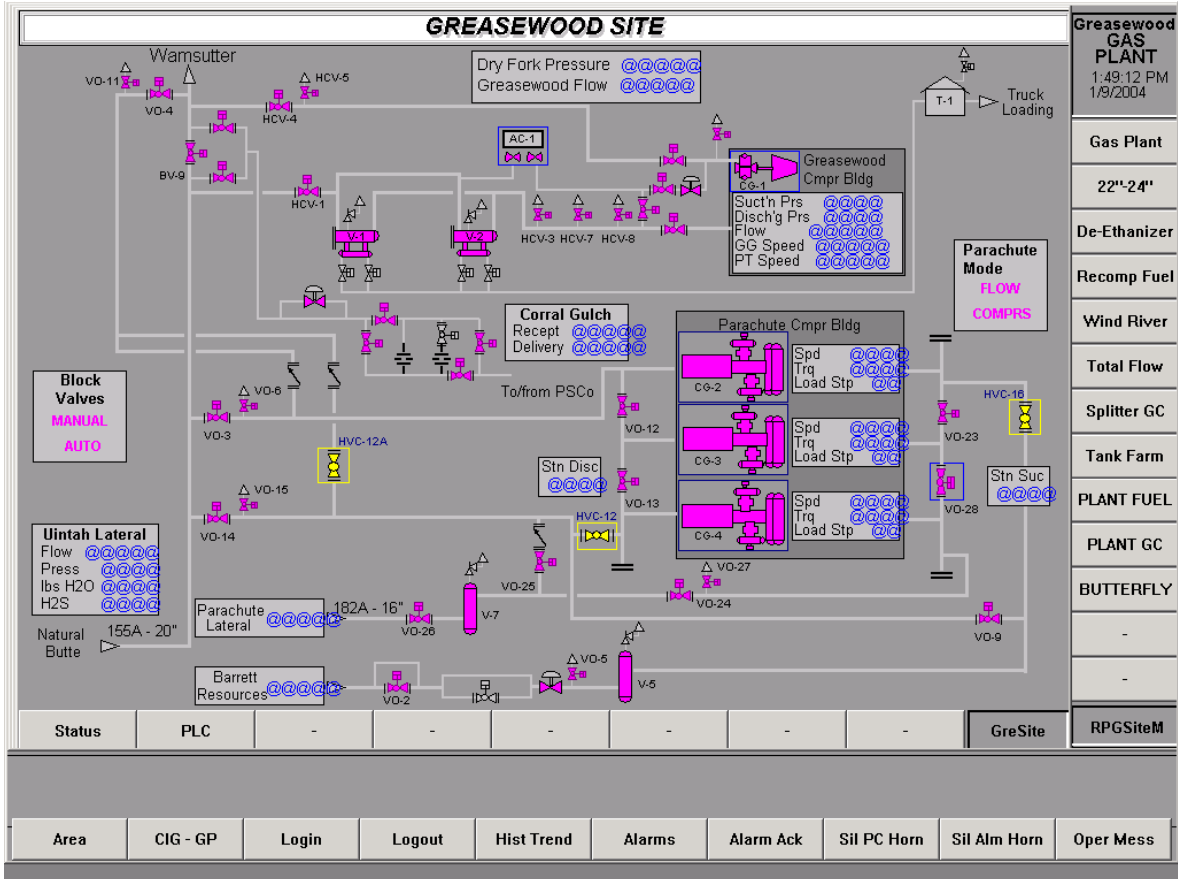 GREASEWOOD SITE
Greasewood
GAS
PLANT
1:49:12 PM
1/9/2004
Wamsutter
VO-11
VO-4
HCV-5
HCV-4
Dry Fork Pressure @@@@@
Greasewood Flow @@@@@
T-1
Truck
Loading
AC-1
BV-9
HCV-1
V-1
V-2
HCV-3 HCV-7 HCV-8
CG-1
Greasewood
Cmpr Bldg
Suct'n Prs @@@@
Disch'g Prs @@@@
Flow @@@@@
GG Speed @@@@@
PT Speed @@@@@
Parachute
Mode
FLOW
COMPRS
Corral Gulch
Recept @@@@@
Delivery @@@@@
To/from PSCo
Parachute Cmpr Bldg
CG-2
Spd @@@@
Trq @@@@
Load Stp @@
CG-3
Spd @@@@
Trq @@@@
Load Stp @@
CG-4
Spd @@@@
Trq @@@@
Load Stp @@
Block
Valves
MANUAL
AUTO
VO-6
VO-3
HVC-12A
VO-15
VO-14
VO-12
Stn Disc
@@@@
VO-13
HVC-12
VO-23
HVC-16
VO-28
Stn Suc
@@@@
Uintah Lateral
Flow @@@@@
Press @@@@
lbs H2O @@@@
H2S @@@@
Natural
Butte
155A - 20"
Parachute
Lateral @@@@@
182A - 16"
VO-26
V-7
VO-25
VO-27
VO-24
VO-9
Barrett
Resources @@@@@
VO-2
VO-5
V-5
Gas Plant
22"-24"
De-Ethanizer
Recomp Fuel
Wind River
Total Flow
Splitter GC
Tank Farm
PLANT FUEL
PLANT GC
BUTTERFLY
-
-
RPGSiteM
Status PLC - - - - - - GreSite
Area CIG - GP Login Logout Hist Trend Alarms Alarm Ack Sil PC Horn Sil Alm Horn Oper Mess